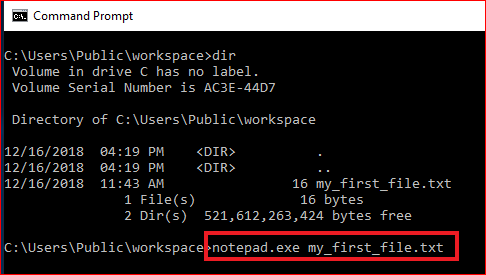 Command Prompt
C:\Users\Public\workspace>dir
 Volume in drive C has no label.
 Volume Serial Number is AC3E-44D7
 Directory of C:\Users\Public\workspace
12/16/2018  04:19 PM    <DIR>          .
12/16/2018  04:19 PM    <DIR>          ..
12/16/2018  11:43 AM                16 my_first_file.txt
               1 File(s)             16 bytes
               2 Dir(s)  521,612,263,424 bytes free
C:\Users\Public\workspace>notepad.exe my_first_file.txt